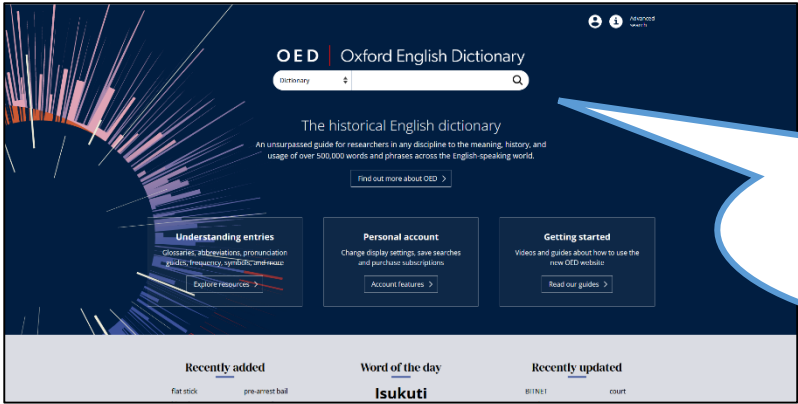 Advanced
search
OED Oxford English Dictionary
Dictionary
The historical English dictionary
An unsurpassed guide for researchers in any discipline to the meaning, history, and
usage of over 500,000 words and phrases across the English-speaking world.
Find out more about OED
Understanding entries
Glossaries, abbreviations, pronunciation
guides, frequency, symbols, and more
Explore resources
Personal account
Change display settings, save searches
and purchase subscriptions
Account features
Getting started
Videos and guides about how to use the
new OED website
Read our guides
Recently added
flat stick pre-arrest bail
Word of the day
Isukuti
Recently updated
BITNET court